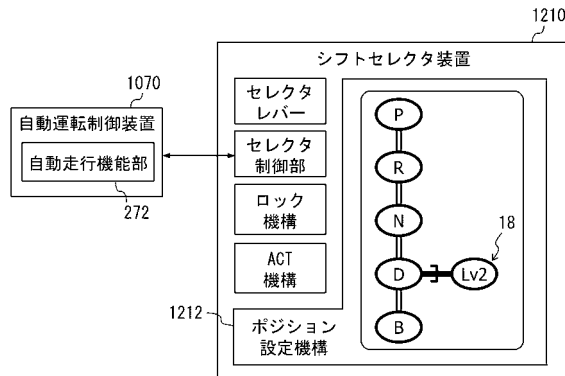 1210
シフトセレクタ装置
1070
自動運転制御装置
自動走行機能部
272
セレクタ
レバー
セレクタ
制御部
ロック
機構
ACT
機構
1212
ポジション
設定機構
P
R
N
D
Lv2
18
B